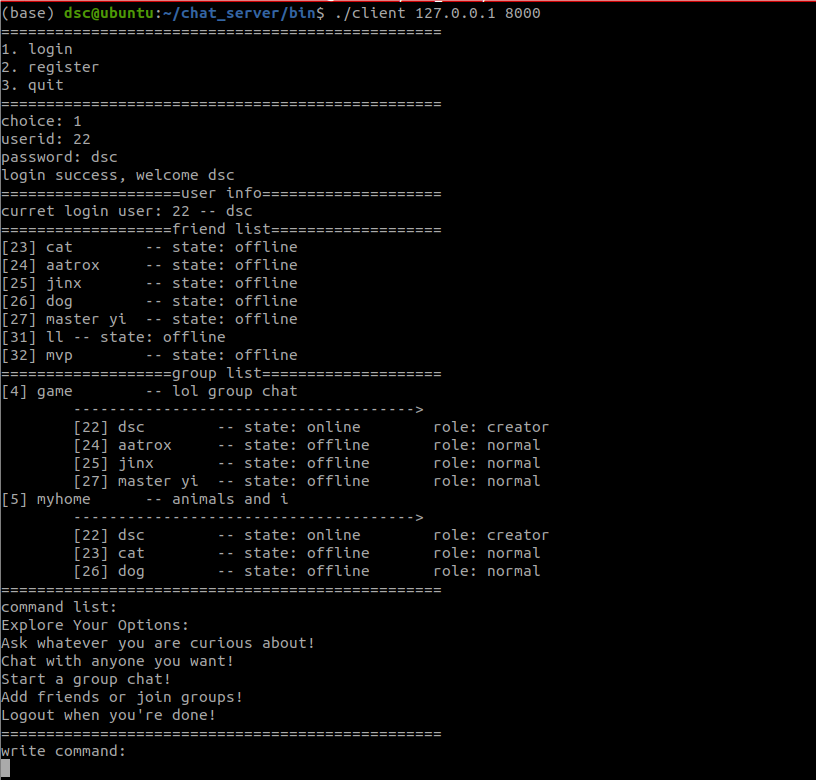 (base) dsc@ubuntu:~/chat_server/bin$ ./client 127.0.0.1 8000
=================================================
1. login
2. register
3. quit
=================================================
choice: 1
userid: 22
password: dsc
login success, welcome dsc
====================user info====================
curret login user: 22 -- dsc
===================friend list===================
[23] cat        -- state: offline
[24] aatrox     -- state: offline
[25] jinx       -- state: offline
[26] dog        -- state: offline
[27] master yi  -- state: offline
[31] ll -- state: offline
[32] mvp        -- state: offline
===================group list====================
[4] game        -- lol group chat
        -------------------------------------->
        [22] dsc        -- state: online        role: creator
        [24] aatrox     -- state: offline       role: normal
        [25] jinx       -- state: offline       role: normal
        [27] master yi  -- state: offline       role: normal
[5] myhome      -- animals and i
        -------------------------------------->
        [22] dsc        -- state: online        role: creator
        [23] cat        -- state: offline       role: normal
        [26] dog        -- state: offline       role: normal
=================================================
command list:
Explore Your Options:
Ask whatever you are curious about!
Chat with anyone you want!
Start a group chat!
Add friends or join groups!
Logout when you're done!
=================================================
write command: